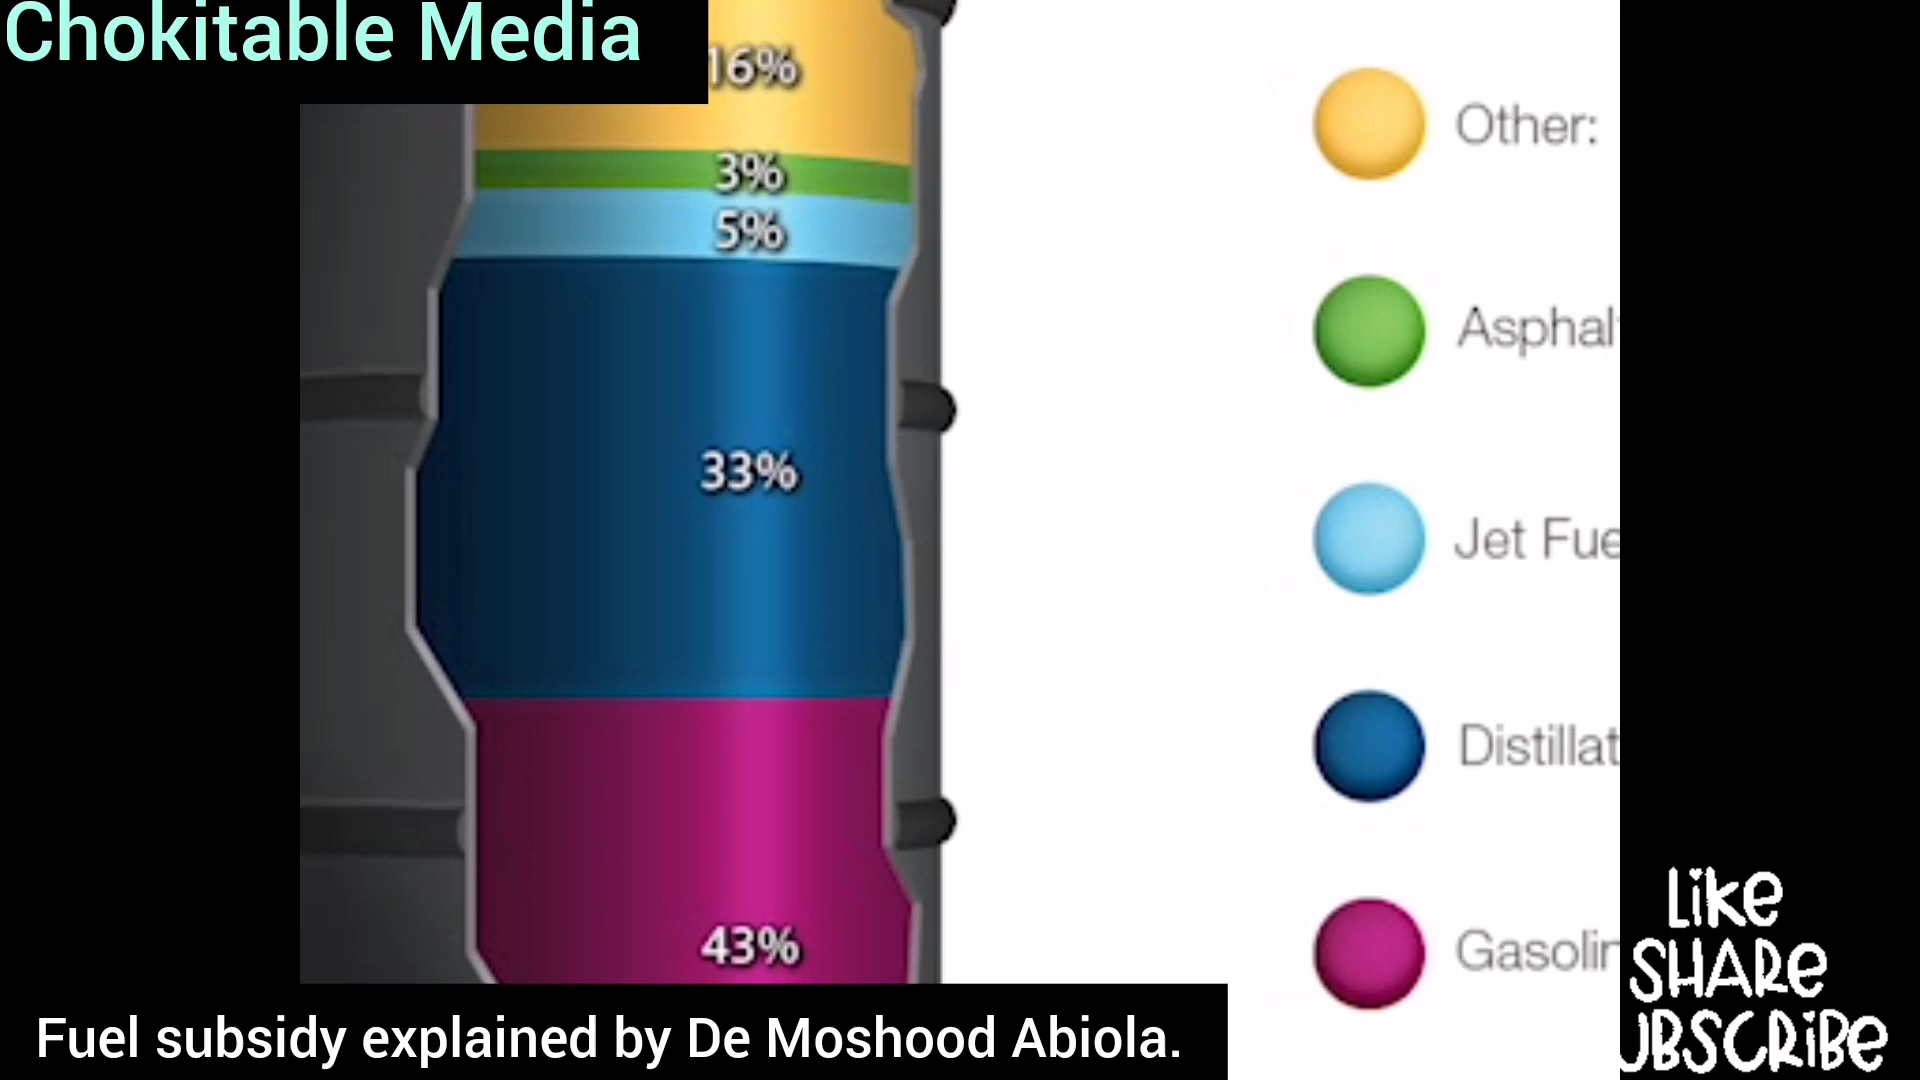 Chokitable Media
16%
3%
5%
33%
43%
Other:
Asphal
Jet Fue
Distillat
Gasolin
Fuel subsidy explained by De Moshood Abiola.
LIKE
SHARE
UBSCRIBE